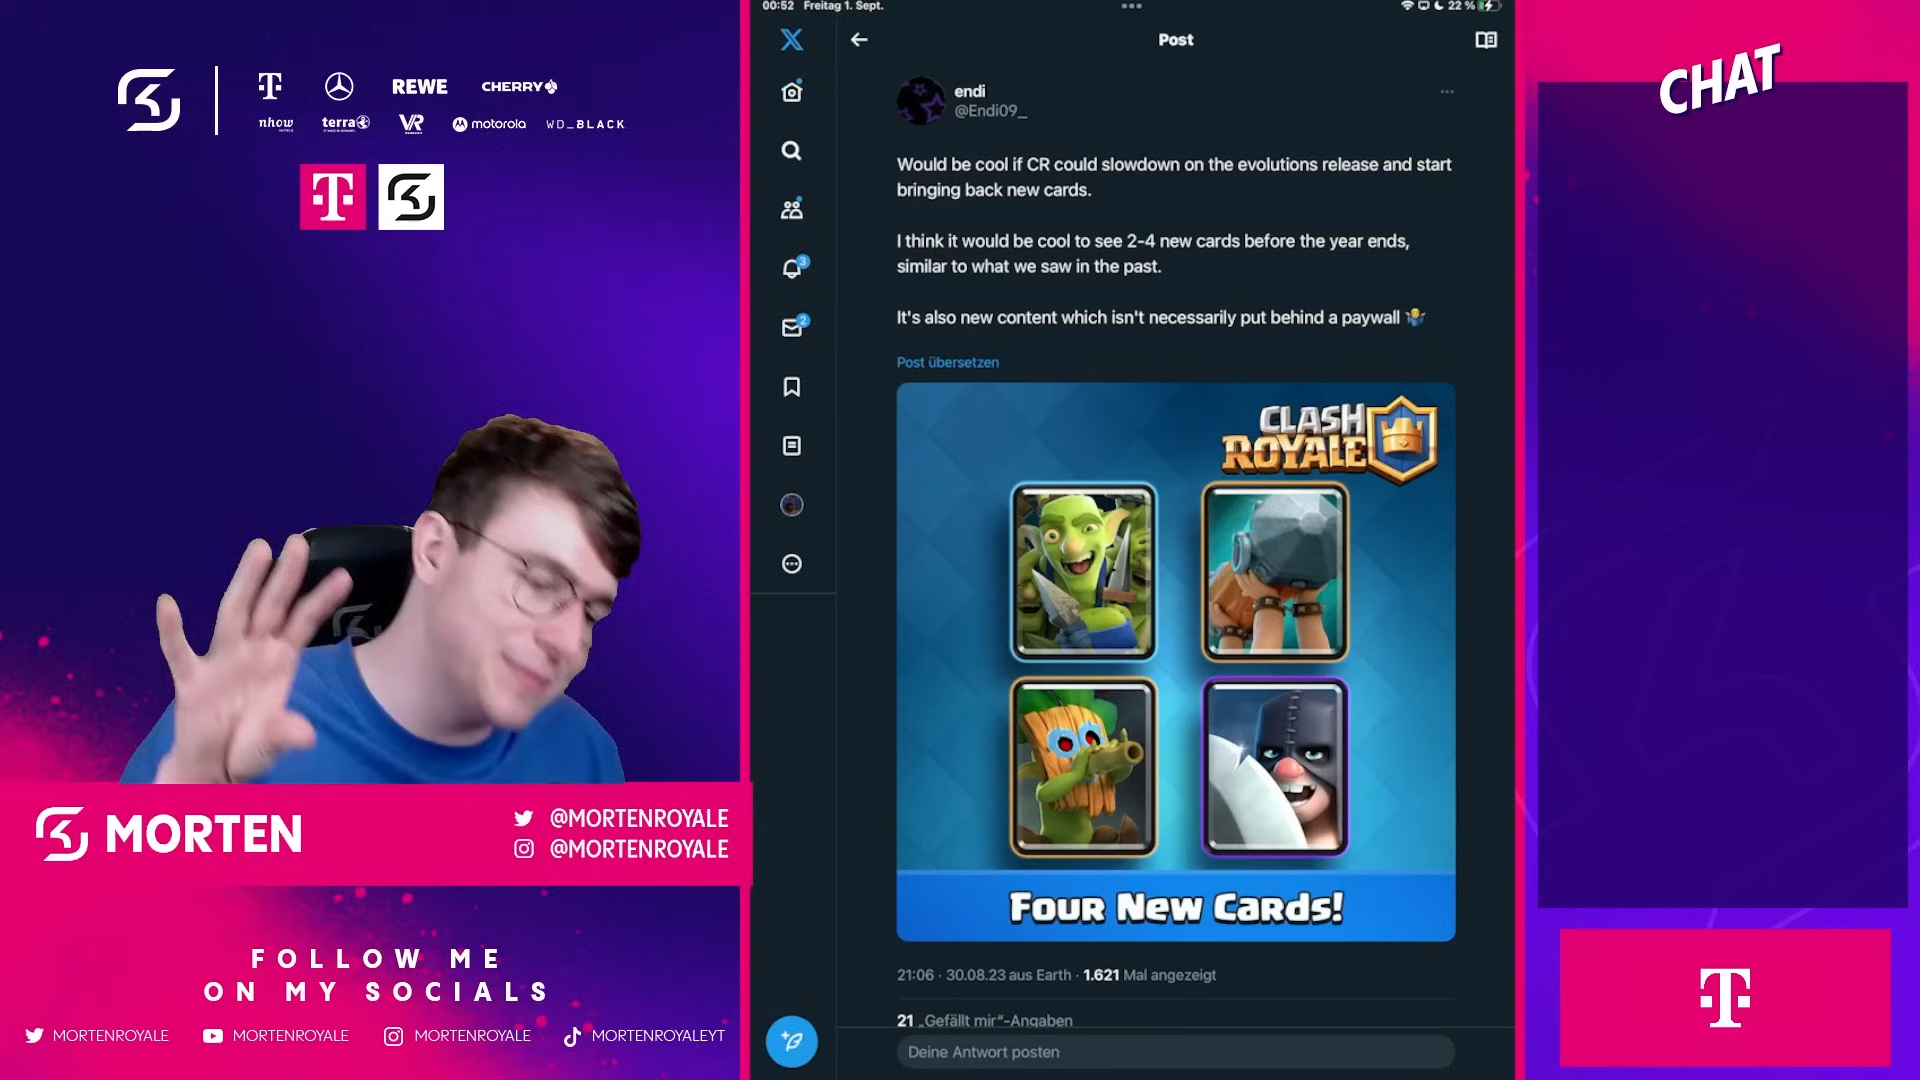 REWE
CHERRY
nhow
HOTELS
terra
VR
motorola
WD_BLACK
T
T
MORTEN
@MORTENROYALE
@MORTENROYALE
FOLLOW ME
ON MY SOCIALS
MORTENROYALE
MORTENROYALE
MORTENROYALE
MORTENROYALEYT
00:52 Freitag 1. Sept.
22 %
X
3
2
Post
endi
@Endi09_
Would be cool if CR could slowdown on the evolutions release and start
bringing back new cards.
I think it would be cool to see 2-4 new cards before the year ends,
similar to what we saw in the past.
It's also new content which isn't necessarily put behind a paywall 🤷‍♂️
Post übersetzen
CLASH
ROYALE
Four New Cards!
21:06 · 30.08.23 aus Earth · 1.621 Mal angezeigt
21 „Gefällt mir“-Angaben
Deine Antwort posten
CHAT
T